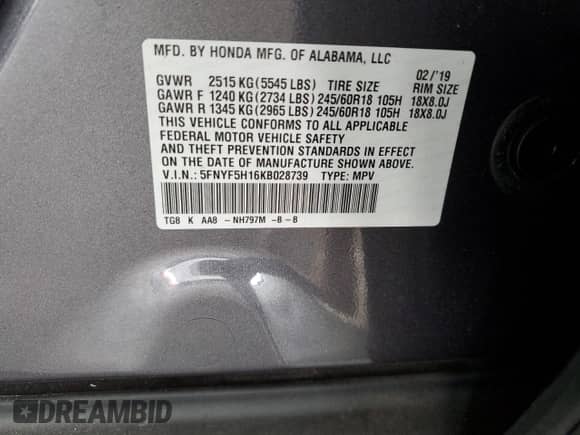 MFD. BY HONDA MFG. OF ALABAMA, LLC
02/'19
GVWR 2515 KG(5545 LBS) TIRE SIZE RIM SIZE
GAWR F 1240 KG(2734 LBS) 245/60R18 105H 18X8.0J
GAWR R 1345 KG(2965 LBS) 245/60R18 105H 18X8.0J
THIS VEHICLE CONFORMS TO ALL APPLICABLE
FEDERAL MOTOR VEHICLE SAFETY
AND THEFT PREVENTION STANDARDS IN EFFECT
ON THE DATE OF MANUFACTURE SHOWN ABOVE.
V.I.N.: 5FNYF5H16KB028739 TYPE: MPV
TG8 K AA8 - NH797M -B-B
DREAMBID